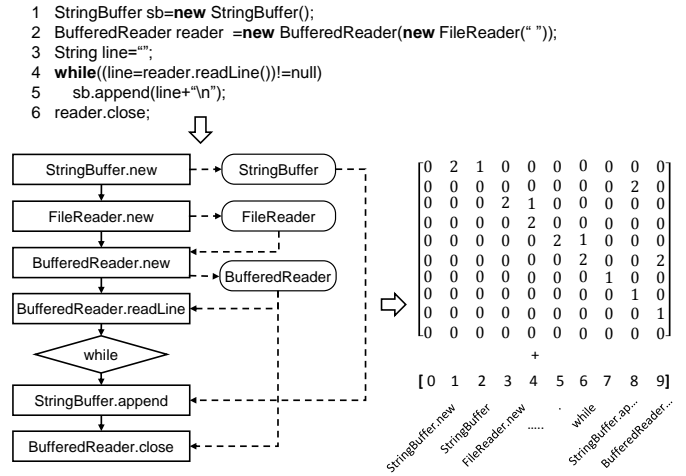 1 StringBuffer sb=new StringBuffer();
2 BufferedReader reader =new BufferedReader(new FileReader(“ ”));
3 String line=“”;
4 while((line=reader.readLine())!=null)
5 sb.append(line+“\n”);
6 reader.close;
StringBuffer.new
StringBuffer
FileReader.new
FileReader
BufferedReader.new
BufferedReader
BufferedReader.readLine
while
StringBuffer.append
BufferedReader.close
0 2 1 0 0 0 0 0 0 0
0 0 0 0 0 0 0 0 2 0
0 0 0 2 1 0 0 0 0 0
0 0 0 0 2 0 0 0 0 0
0 0 0 0 0 2 1 0 0 0
0 0 0 0 0 0 2 0 0 2
0 0 0 0 0 0 0 1 0 0
0 0 0 0 0 0 0 0 1 0
0 0 0 0 0 0 0 0 0 1
0 0 0 0 0 0 0 0 0 0
+
[ 0 1 2 3 4 5 6 7 8 9]
StringBuffer.new
StringBuffer
FileReader.new
.....
.
while
StringBuffer.ap...
BufferedReader...